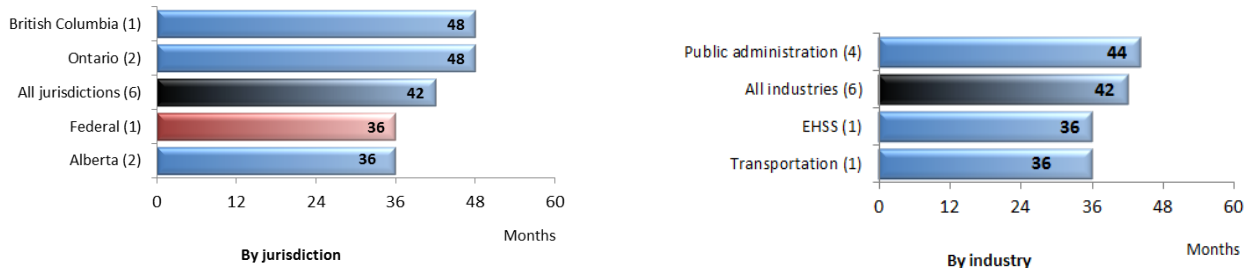 British Columbia (1) 48
Ontario (2) 48
All jurisdictions (6) 42
Federal (1) 36
Alberta (2) 36
0 12 24 36 48 60
Months
By jurisdiction
Public administration (4) 44
All industries (6) 42
EHSS (1) 36
Transportation (1) 36
0 12 24 36 48 60
Months
By industry